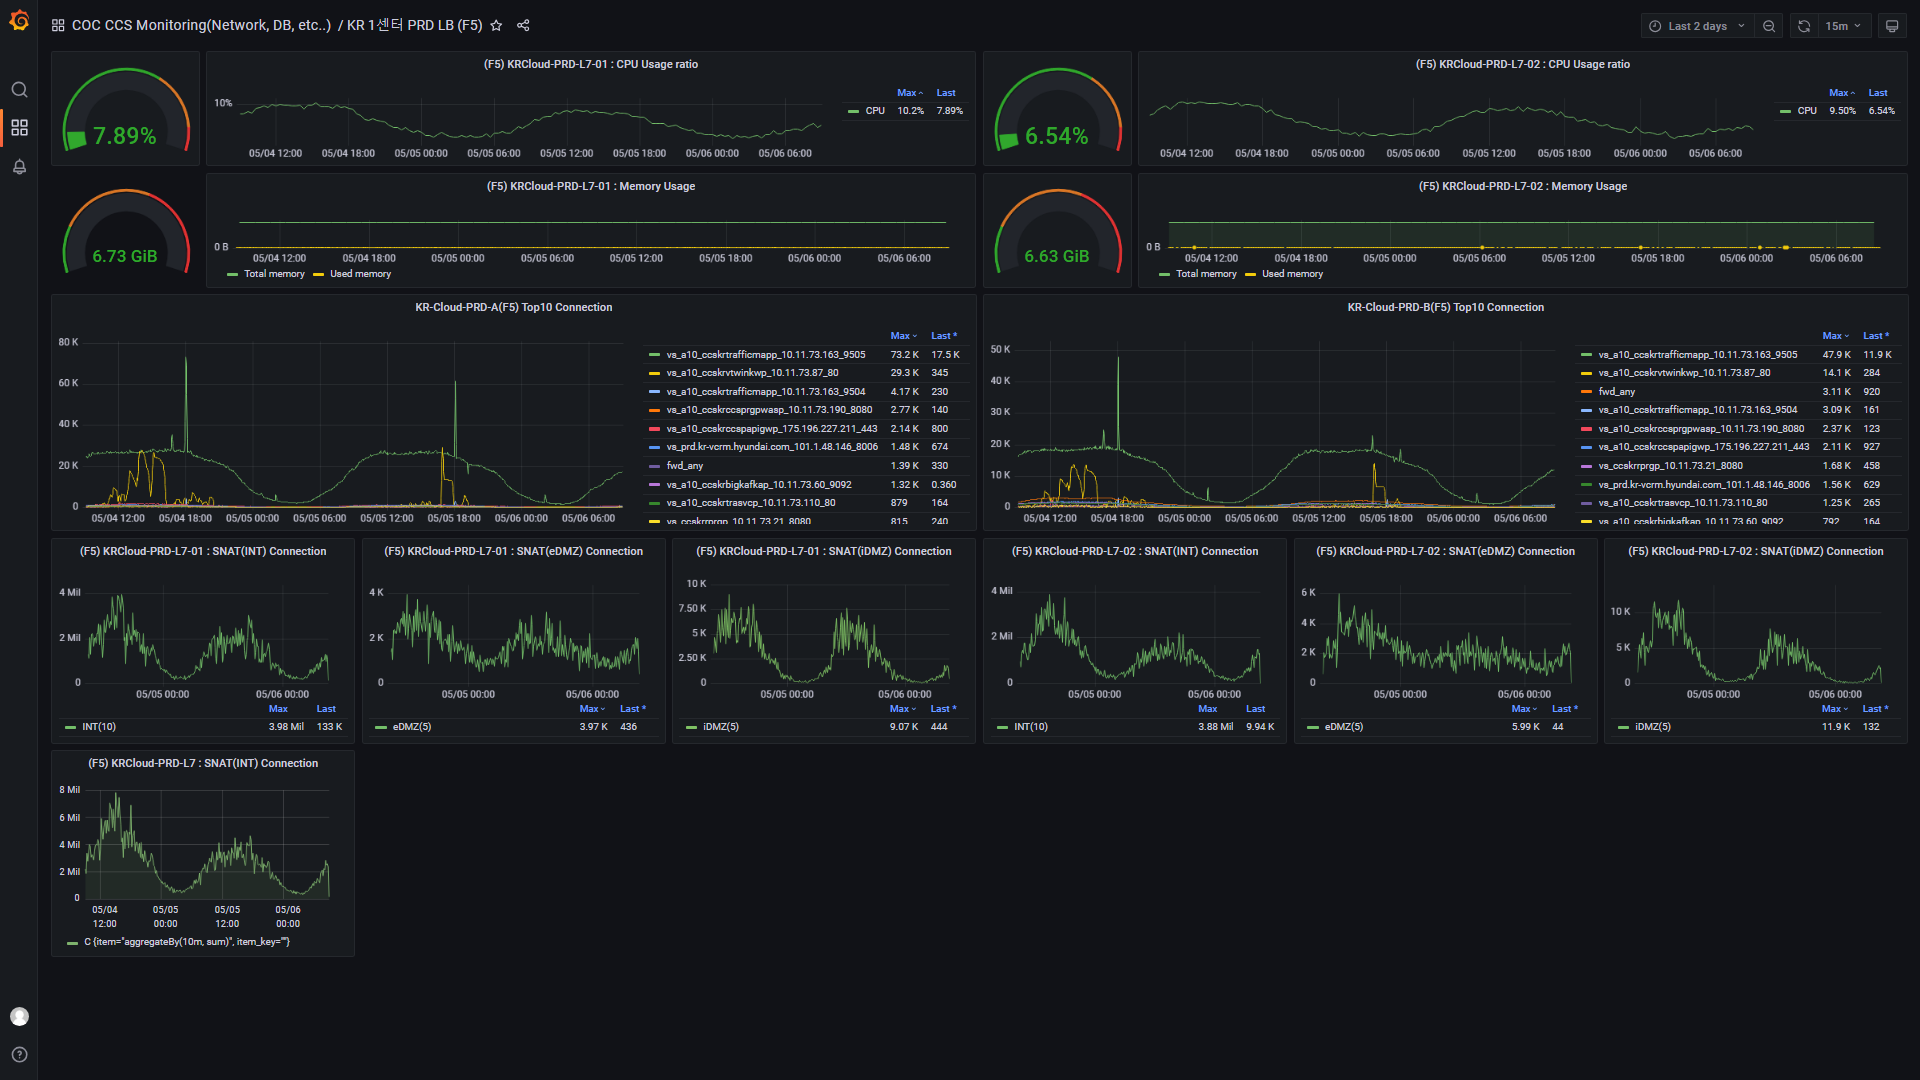 COC CCS Monitoring(Network, DB, etc..) / KR 1센터 PRD LB (F5)
Last 2 days
15m
7.89%
(F5) KRCloud-PRD-L7-01 : CPU Usage ratio
10%
05/04 12:00 05/04 18:00 05/05 00:00 05/05 06:00 05/05 12:00 05/05 18:00 05/06 00:00 05/06 06:00
Max Last
CPU 10.2% 7.89%
6.54%
(F5) KRCloud-PRD-L7-02 : CPU Usage ratio
05/04 12:00 05/04 18:00 05/05 00:00 05/05 06:00 05/05 12:00 05/05 18:00 05/06 00:00 05/06 06:00
Max Last
CPU 9.50% 6.54%
6.73 GiB
(F5) KRCloud-PRD-L7-01 : Memory Usage
0 B
05/04 12:00 05/04 18:00 05/05 00:00 05/05 06:00 05/05 12:00 05/05 18:00 05/06 00:00 05/06 06:00
Total memory Used memory
6.63 GiB
(F5) KRCloud-PRD-L7-02 : Memory Usage
0 B
05/04 12:00 05/04 18:00 05/05 00:00 05/05 06:00 05/05 12:00 05/05 18:00 05/06 00:00 05/06 06:00
Total memory Used memory
KR-Cloud-PRD-A(F5) Top10 Connection
80 K
60 K
40 K
20 K
0
05/04 12:00 05/04 18:00 05/05 00:00 05/05 06:00 05/05 12:00 05/05 18:00 05/06 00:00 05/06 06:00
Max Last *
vs_a10_ccskrtrafficmapp_10.11.73.163_9505 73.2 K 17.5 K
vs_a10_ccskrvtwinkwp_10.11.73.87_80 29.3 K 345
vs_a10_ccskrtrafficmapp_10.11.73.163_9504 4.17 K 230
vs_a10_ccskrccsprgpwasp_10.11.73.190_8080 2.77 K 140
vs_a10_ccskrccspapigwp_175.196.227.211_443 2.14 K 800
vs_prd.kr-vcrm.hyundai.com_101.1.48.146_8006 1.48 K 674
fwd_any 1.39 K 330
vs_a10_ccskrbigkafkap_10.11.73.60_9092 1.32 K 0.360
vs_a10_ccskrtrasvcp_10.11.73.110_80 879 164
vs_ccskrrprgp_10.11.73.21_8080 815 240
KR-Cloud-PRD-B(F5) Top10 Connection
50 K
40 K
30 K
20 K
10 K
0
05/04 12:00 05/04 18:00 05/05 00:00 05/05 06:00 05/05 12:00 05/05 18:00 05/06 00:00 05/06 06:00
Max Last *
vs_a10_ccskrtrafficmapp_10.11.73.163_9505 47.9 K 11.9 K
vs_a10_ccskrvtwinkwp_10.11.73.87_80 14.1 K 284
fwd_any 3.11 K 920
vs_a10_ccskrtrafficmapp_10.11.73.163_9504 3.09 K 161
vs_a10_ccskrccsprgpwasp_10.11.73.190_8080 2.37 K 123
vs_a10_ccskrccspapigwp_175.196.227.211_443 2.11 K 927
vs_ccskrrprgp_10.11.73.21_8080 1.68 K 458
vs_prd.kr-vcrm.hyundai.com_101.1.48.146_8006 1.56 K 629
vs_a10_ccskrtrasvcp_10.11.73.110_80 1.25 K 265
vs_a10_ccskrbigkafkap_10.11.73.60_9092 792 164
(F5) KRCloud-PRD-L7-01 : SNAT(INT) Connection
4 Mil
2 Mil
0
05/05 00:00 05/06 00:00
Max Last
INT(10) 3.98 Mil 133 K
(F5) KRCloud-PRD-L7-01 : SNAT(eDMZ) Connection
4 K
2 K
0
05/05 00:00 05/06 00:00
Max Last *
eDMZ(5) 3.97 K 436
(F5) KRCloud-PRD-L7-01 : SNAT(iDMZ) Connection
10 K
7.50 K
5 K
2.50 K
0
05/05 00:00 05/06 00:00
Max Last *
iDMZ(5) 9.07 K 444
(F5) KRCloud-PRD-L7-02 : SNAT(INT) Connection
4 Mil
2 Mil
0
05/05 00:00 05/06 00:00
Max Last
INT(10) 3.88 Mil 9.94 K
(F5) KRCloud-PRD-L7-02 : SNAT(eDMZ) Connection
6 K
4 K
2 K
0
05/05 00:00 05/06 00:00
Max Last *
eDMZ(5) 5.99 K 44
(F5) KRCloud-PRD-L7-02 : SNAT(iDMZ) Connection
10 K
5 K
0
05/05 00:00 05/06 00:00
Max Last *
iDMZ(5) 11.9 K 132
(F5) KRCloud-PRD-L7 : SNAT(INT) Connection
8 Mil
6 Mil
4 Mil
2 Mil
0
05/04 05/05 05/05 05/06
12:00 00:00 12:00 00:00
C {item="aggregateBy(10m, sum)", item_key=""}